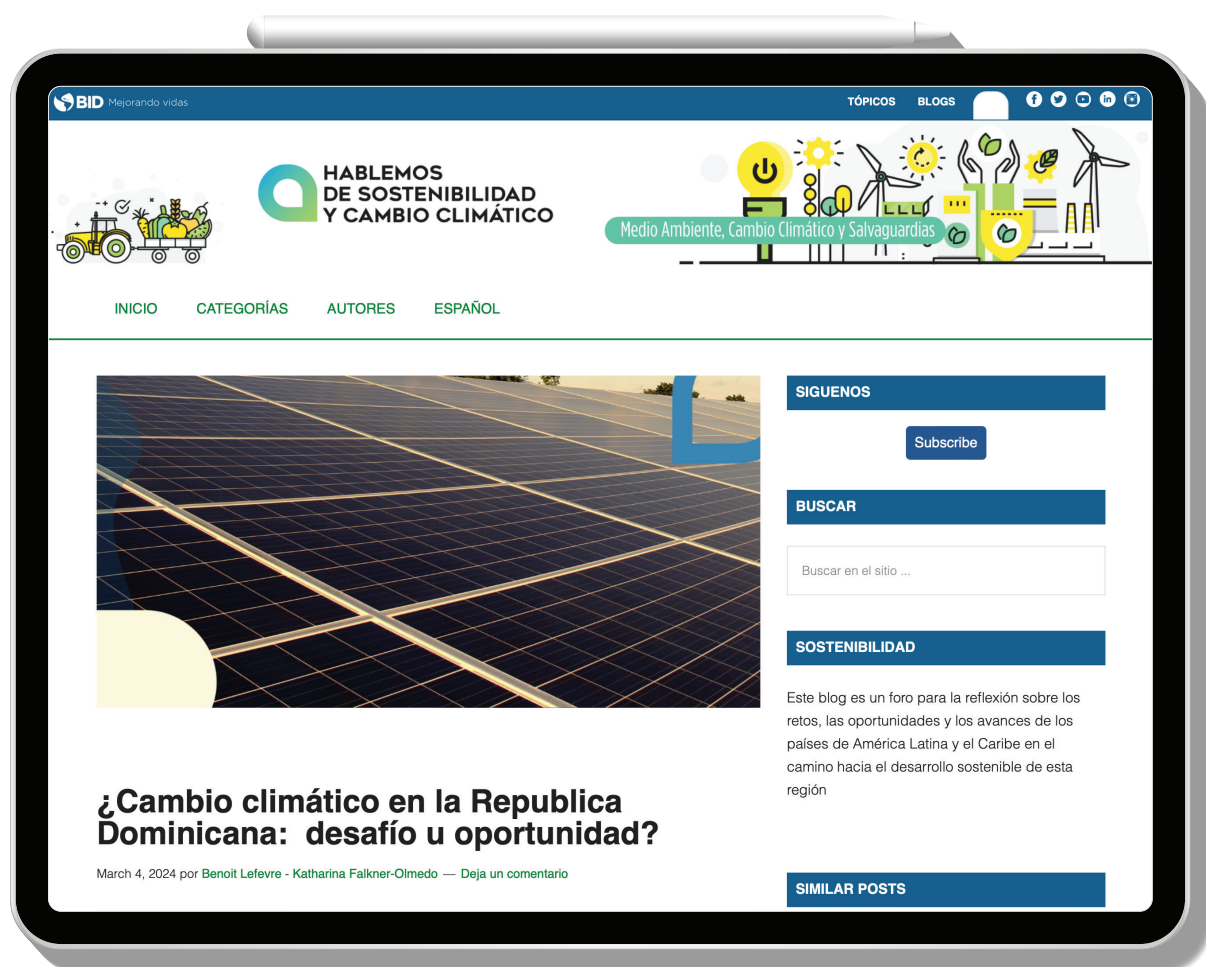 BID Mejorando vidas
TÓPICOS BLOGS
HABLEMOS
DE SOSTENIBILIDAD
Y CAMBIO CLIMÁTICO
Medio Ambiente, Cambio Climático y Salvaguardias
INICIO CATEGORÍAS AUTORES ESPAÑOL
¿Cambio climático en la Republica
Dominicana: desafío u oportunidad?
March 4, 2024 por Benoit Lefevre - Katharina Falkner-Olmedo — Deja un comentario
SIGUENOS
Subscribe
BUSCAR
Buscar en el sitio ...
SOSTENIBILIDAD
Este blog es un foro para la reflexión sobre los
retos, las oportunidades y los avances de los
países de América Latina y el Caribe en el
camino hacia el desarrollo sostenible de esta
región
SIMILAR POSTS